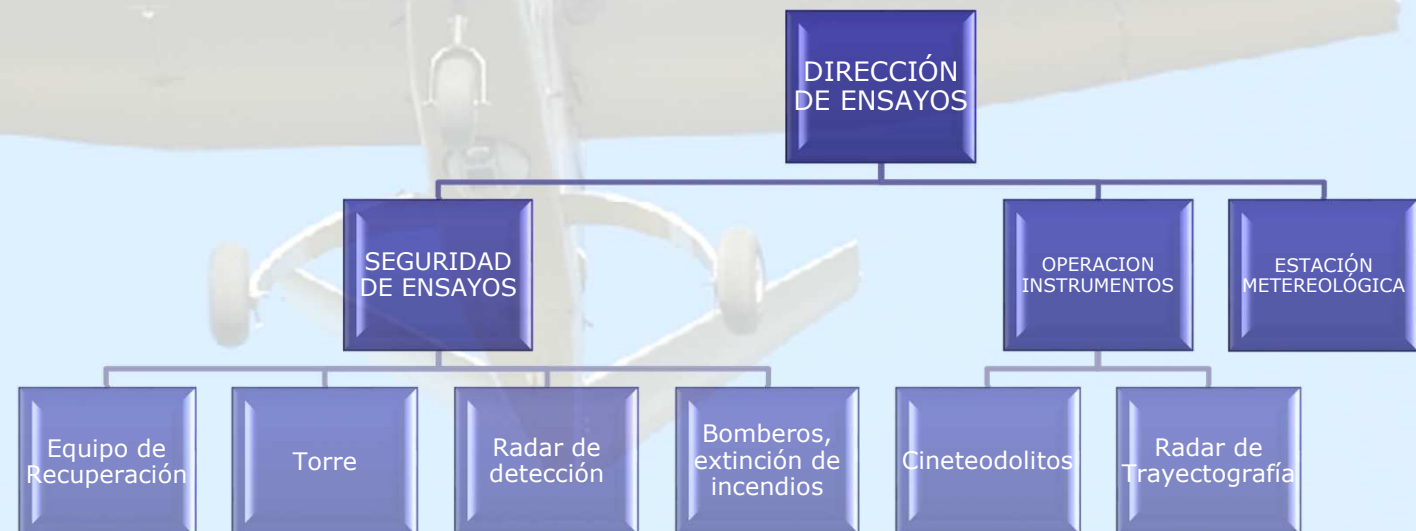 DIRECCIÓN
DE ENSAYOS
SEGURIDAD
DE ENSAYOS
OPERACION
INSTRUMENTOS
ESTACIÓN
METEREOLÓGICA
Equipo de
Recuperación
Torre
Radar de
detección
Bomberos,
extinción de
incendios
Cineteodolitos
Radar de
Trayectografía